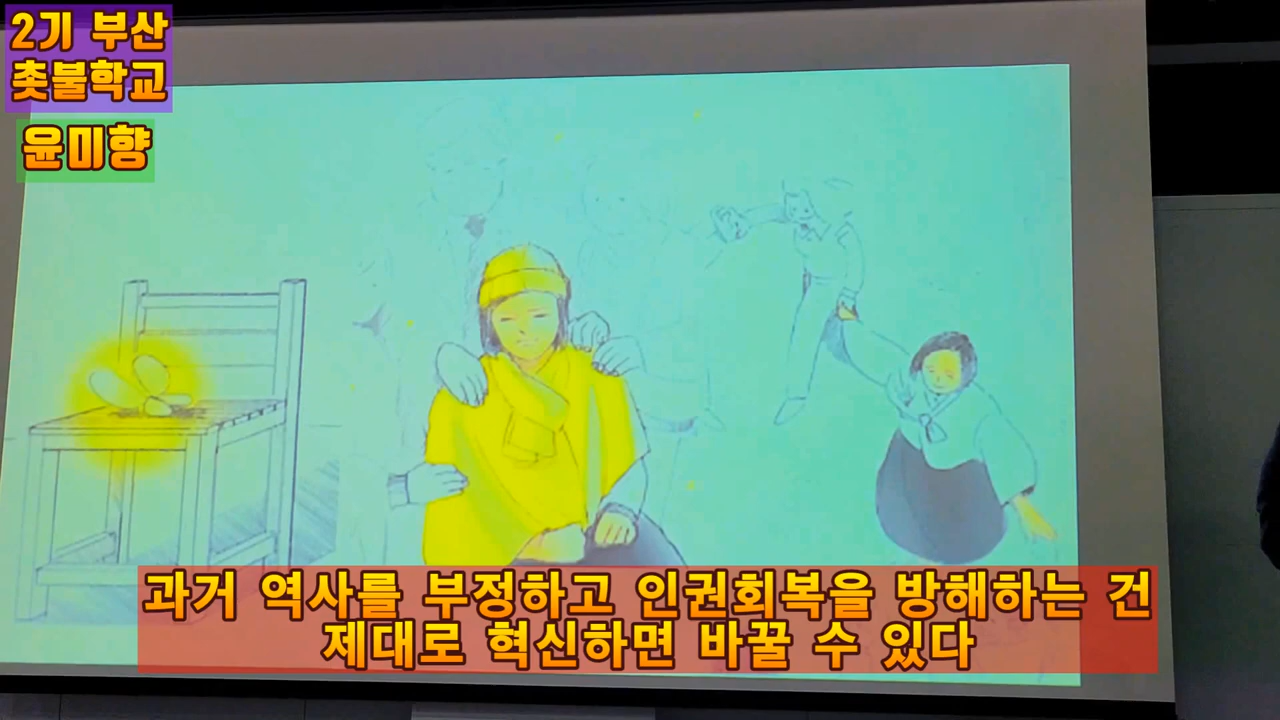 2기 부산
촛불학교
윤미향
과거 역사를 부정하고 인권회복을 방해하는 건
제대로 혁신하면 바꿀 수 있다